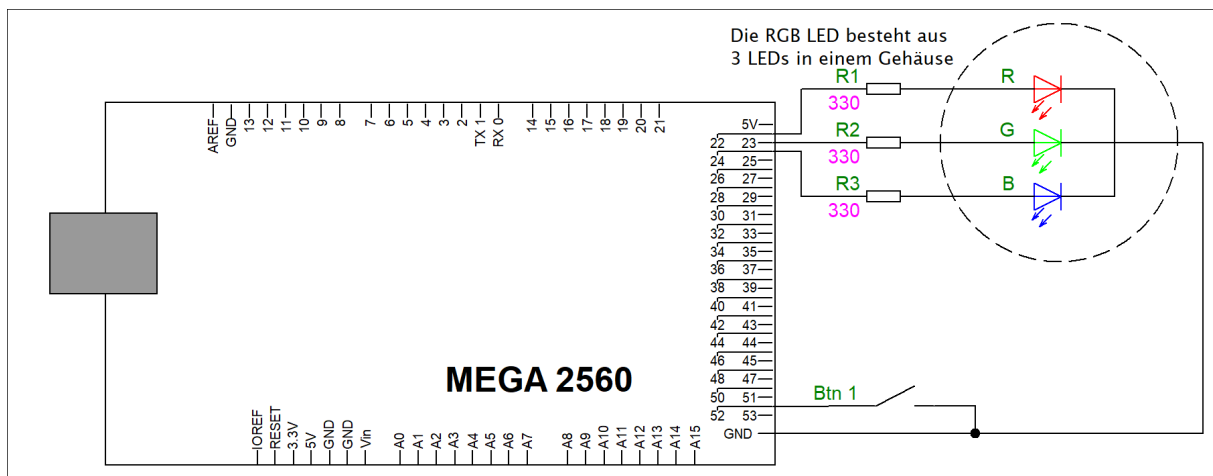 Die RGB LED besteht aus
3 LEDs in einem Gehäuse
R1
R
330
R2
G
330
R3
B
330
AREF
GND
13
12
11
10
9
8
7
6
5
4
3
2
TX 1
RX 0
14
15
16
17
18
19
20
21
5V
22 23
24 25
26 27
28 29
30 31
32 33
34 35
36 37
38 39
40 41
42 43
44 44
46 45
48 47
50 51
52 53
GND
Btn 1
MEGA 2560
IOREF
RESET
3.3V
5V
GND
GND
Vin
A0
A1
A2
A3
A4
A5
A6
A7
A8
A9
A10
A11
A12
A13
A14
A15